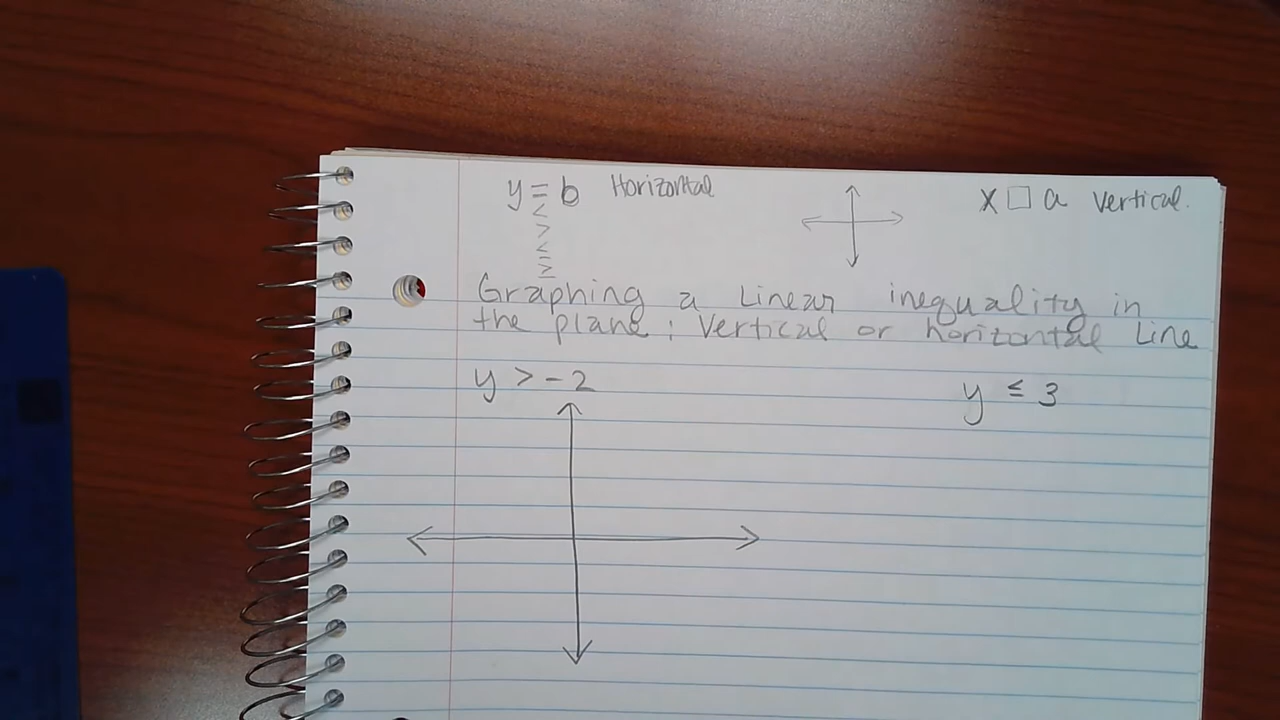 y = b Horizontal x □ a vertical.
<
>
≤
≥
Graphing a Linear inequality in
the plane: Vertical or horizontal Line
y > -2 y ≤ 3